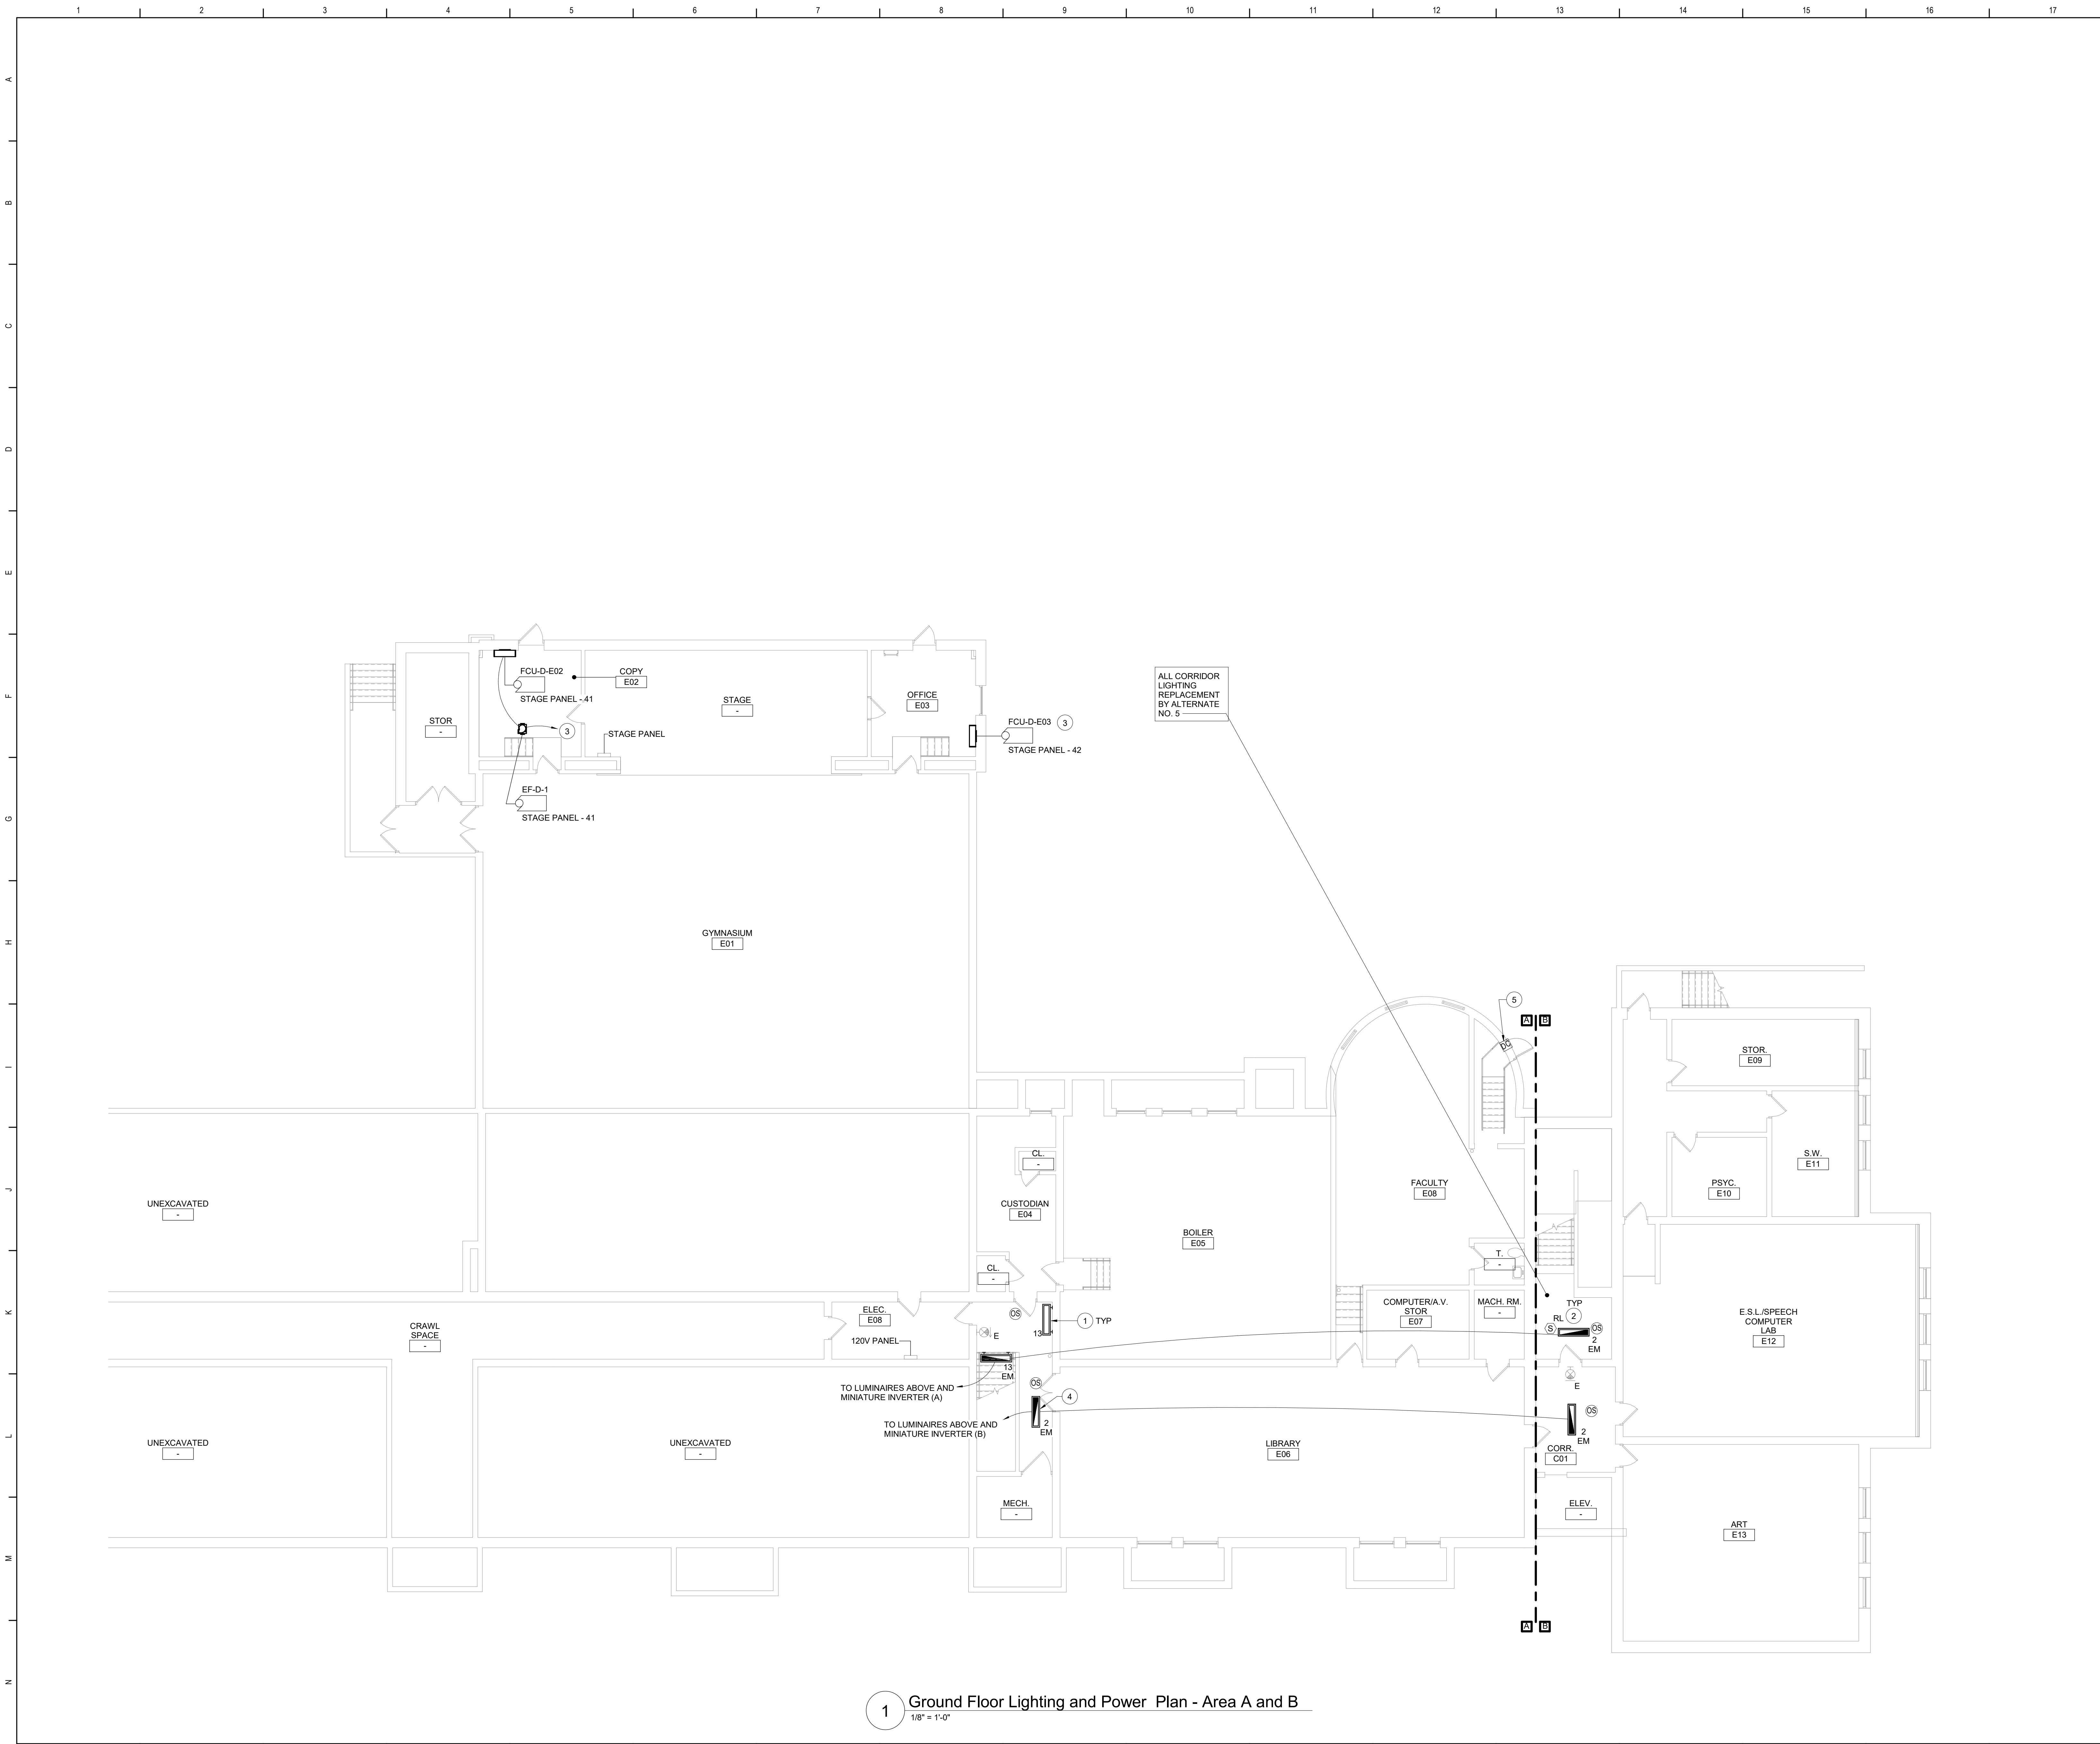 1 2 3 4 5 6 7 8 9 10 11 12 13 14 15 16 17
A
B
C
D
E
F
G
H
I
J
K
L
M
N
FCU-D-E02
STAGE PANEL - 41
COPY
E02
STAGE
-
OFFICE
E03
STOR
-
3
STAGE PANEL
FCU-D-E03
3
STAGE PANEL - 42
EF-D-1
STAGE PANEL - 41
ALL CORRIDOR
LIGHTING
REPLACEMENT
BY ALTERNATE
NO. 5
GYMNASIUM
E01
5
DC
A B
STOR.
E09
S.W.
E11
PSYC.
E10
CL.
-
CUSTODIAN
E04
FACULTY
E08
UNEXCAVATED
-
BOILER
E05
CL.
-
T.
-
COMPUTER/A.V.
STOR
E07
MACH. RM.
-
TYP
2
RL
S
OS
2
EM
E.S.L./SPEECH
COMPUTER
LAB
E12
ELEC.
E08
120V PANEL
OS
E
13
1 TYP
CRAWL
SPACE
-
13
EM
TO LUMINAIRES ABOVE AND
MINIATURE INVERTER (A)
OS
4
2
EM
TO LUMINAIRES ABOVE AND
MINIATURE INVERTER (B)
E
OS
2
EM
CORR.
C01
LIBRARY
E06
UNEXCAVATED
-
UNEXCAVATED
-
MECH.
-
ELEV.
-
ART
E13
A B
1
Ground Floor Lighting and Power Plan - Area A and B
1/8" = 1'-0"